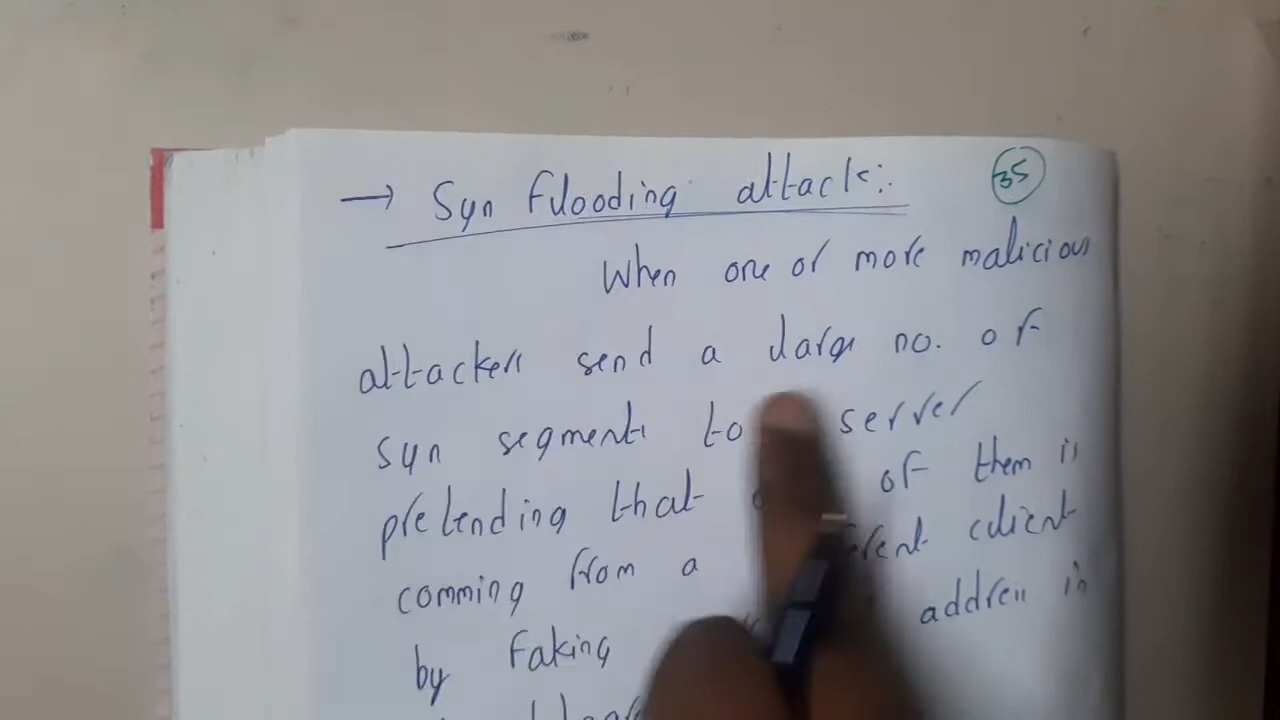 → Syn flooding attack:. 35
When one or more malicious
attackers send a large no. of
syn segments to server
pretending that of them is
comming from a client
by faking address in